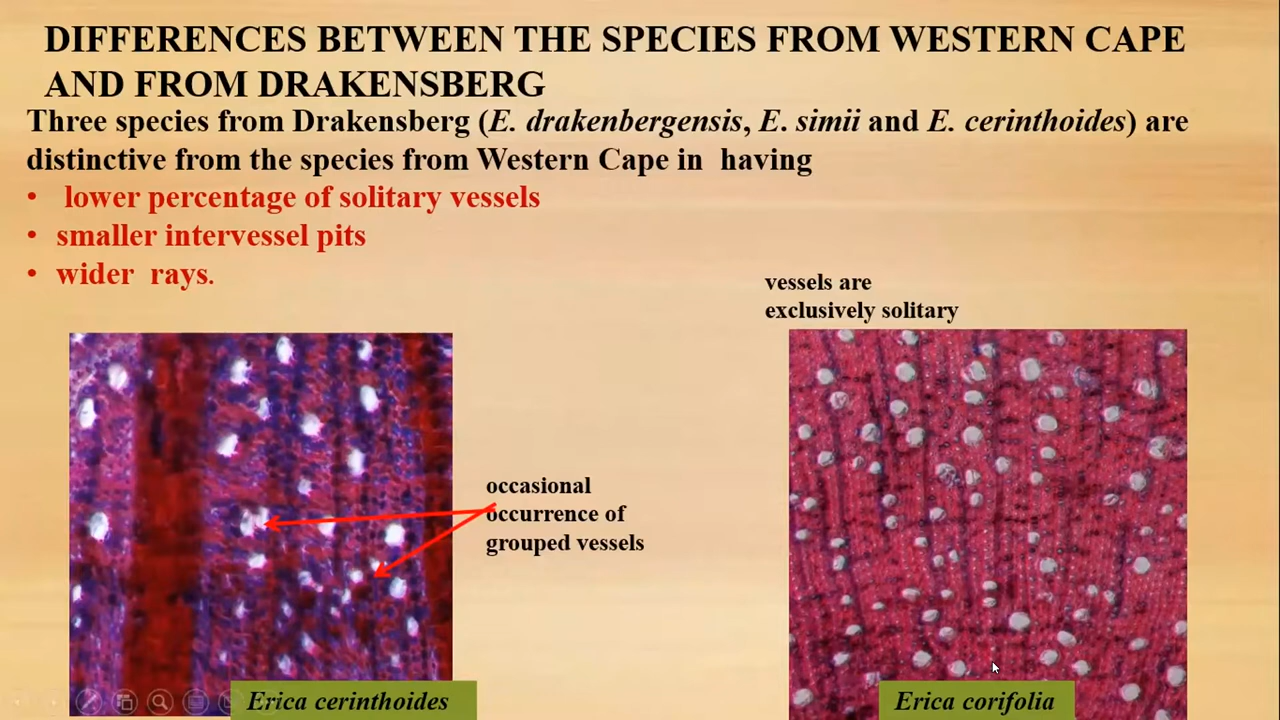 DIFFERENCES BETWEEN THE SPECIES FROM WESTERN CAPE
AND FROM DRAKENSBERG
Three species from Drakensberg (E. drakenbergensis, E. simii and E. cerinthoides) are
distinctive from the species from Western Cape in having
• lower percentage of solitary vessels
• smaller intervessel pits
• wider rays.
vessels are
exclusively solitary
occasional
occurrence of
grouped vessels
Erica cerinthoides
Erica corifolia